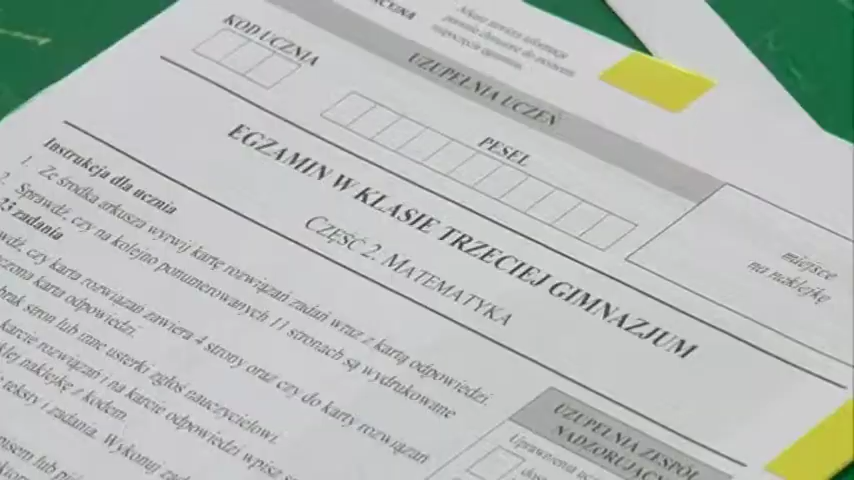 KOD UCZNIA
UZUPEŁNIA UCZEŃ
PESEL
miejsce
na naklejkę
EGZAMIN W KLASIE TRZECIEJ GIMNAZJUM
CZĘŚĆ 2. MATEMATYKA
Instrukcja dla ucznia
1. Ze środka arkusza wyrwij kartę rozwiązań zadań wraz z kartą odpowiedzi.
2. Sprawdź, czy na kolejno ponumerowanych 11 stronach są wydrukowane
23 zadania
czy karta rozwiązań zawiera 4 strony oraz czy do karty rozwiązań
karta odpowiedzi.
brak stron lub inne usterki zgłoś nauczycielowi.
karcie rozwiązań i na karcie odpowiedzi wpisz
naklejkę z kodem.
teksty i zadania. Wykonuj
UZUPEŁNIA ZESPÓŁ
NADZORUJĄCY
Uprawnienia